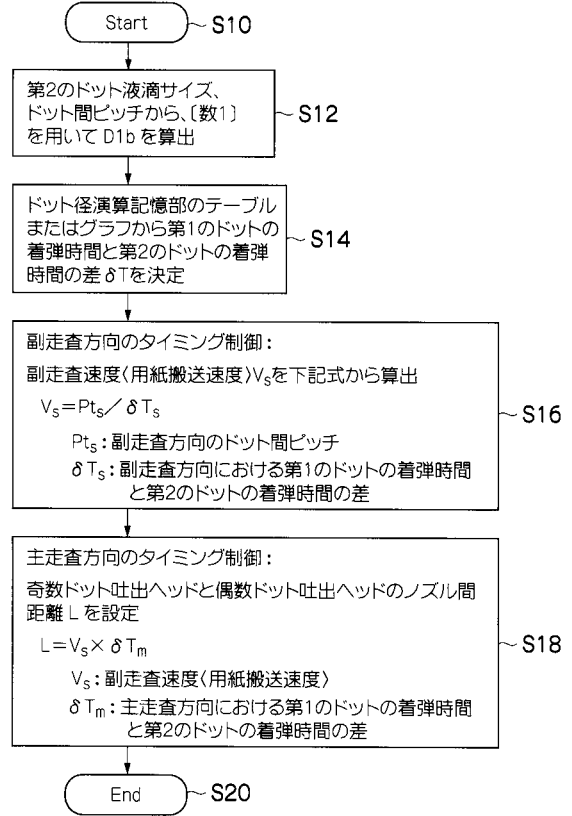 Start
S10
第2のドット液滴サイズ、
ドット間ピッチから、〔数1〕
を用いて D1b を算出
S12
ドット径演算記憶部のテーブル
またはグラフから第1のドットの
着弾時間と第2のドットの着弾
時間の差δTを決定
S14
副走査方向のタイミング制御:
副走査速度〈用紙搬送速度〉Vsを下記式から算出
Vs=Pts/δTs
Pts:副走査方向のドット間ピッチ
δTs:副走査方向における第1のドットの着弾時間
と第2のドットの着弾時間の差
S16
主走査方向のタイミング制御:
奇数ドット吐出ヘッドと偶数ドット吐出ヘッドのノズル間
距離Lを設定
L=Vs×δTm
Vs:副走査速度〈用紙搬送速度〉
δTm:主走査方向における第1のドットの着弾時間
と第2のドットの着弾時間の差
S18
End
S20